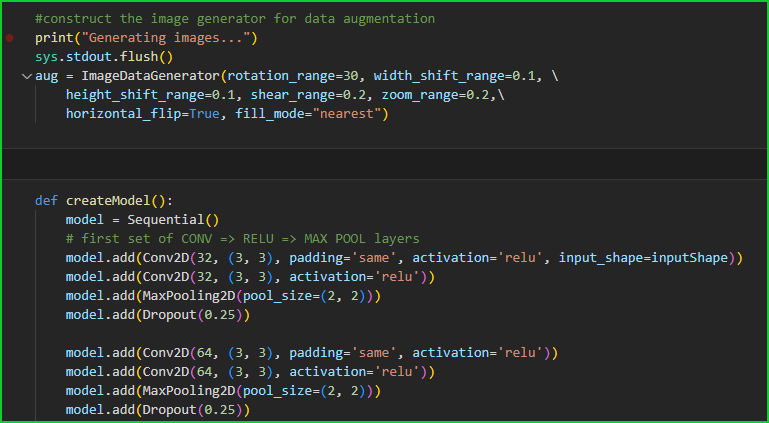 #construct the image generator for data augmentation
print("Generating images...")
sys.stdout.flush()
aug = ImageDataGenerator(rotation_range=30, width_shift_range=0.1, \
    height_shift_range=0.1, shear_range=0.2, zoom_range=0.2,\
    horizontal_flip=True, fill_mode="nearest")
def createModel():
    model = Sequential()
    # first set of CONV => RELU => MAX POOL layers
    model.add(Conv2D(32, (3, 3), padding='same', activation='relu', input_shape=inputShape))
    model.add(Conv2D(32, (3, 3), activation='relu'))
    model.add(MaxPooling2D(pool_size=(2, 2)))
    model.add(Dropout(0.25))
    model.add(Conv2D(64, (3, 3), padding='same', activation='relu'))
    model.add(Conv2D(64, (3, 3), activation='relu'))
    model.add(MaxPooling2D(pool_size=(2, 2)))
    model.add(Dropout(0.25))